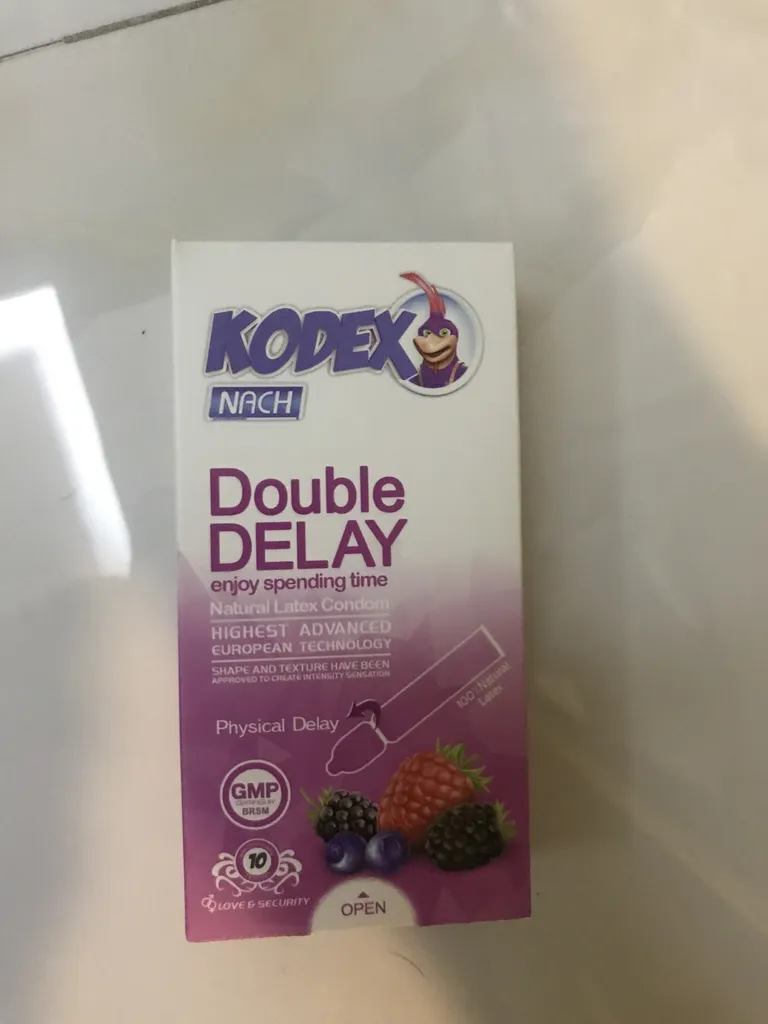 KODEX
NACH
Double
DELAY
enjoy spending time
Natural Latex Condom
HIGHEST ADVANCED
EUROPEAN TECHNOLOGY
SHAPE AND TEXTURE HAVE BEEN
APPROVED TO CREATE INTENSITY SENSATION
100% Natural
Latex
Physical Delay
GMP
CERTIFIED BY
BRSM
10
LOVE & SECURITY
OPEN